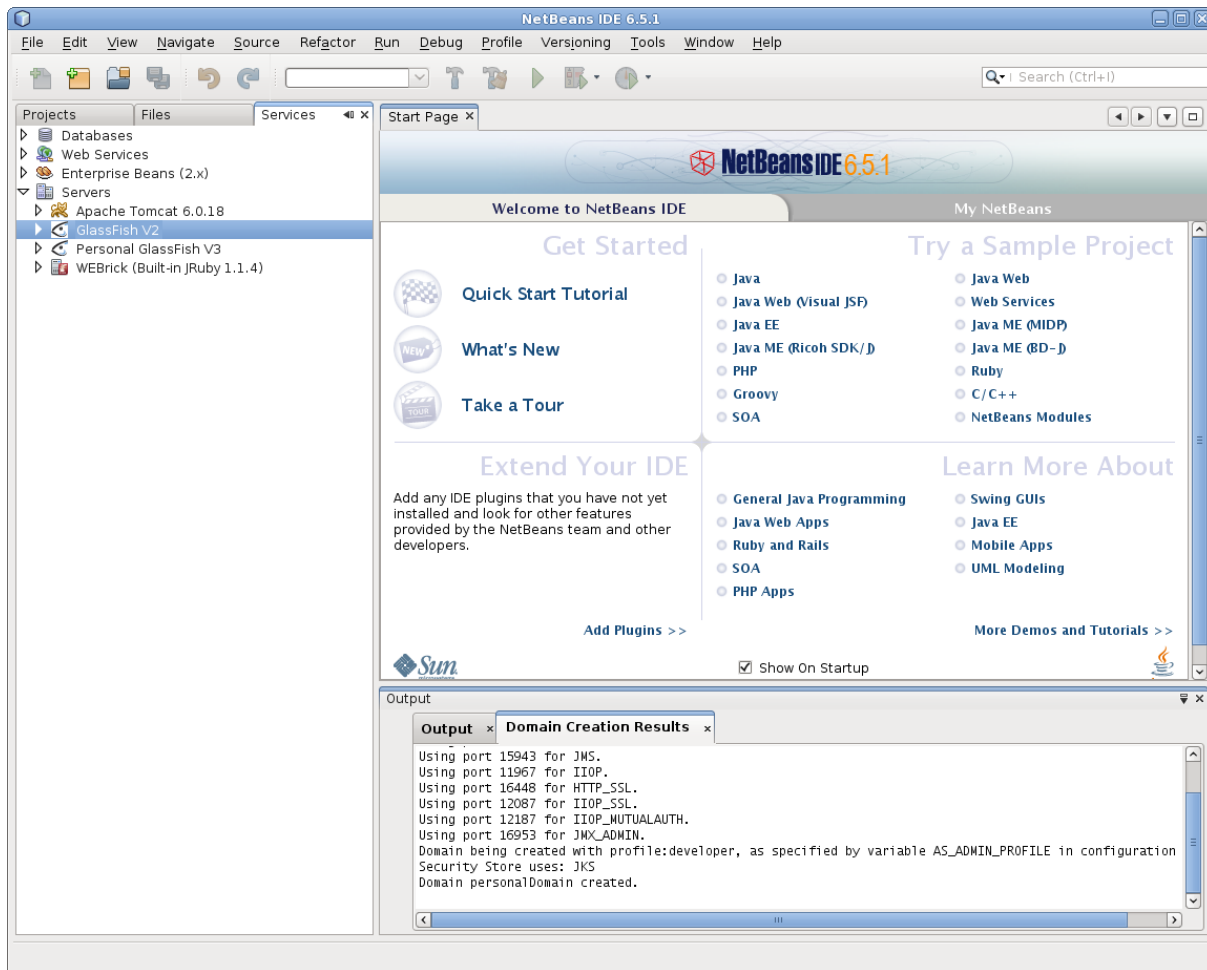 NetBeans IDE 6.5.1
File Edit View Navigate Source Refactor Run Debug Profile Versioning Tools Window Help
Search (Ctrl+I)
Projects Files Services
Databases
Web Services
Enterprise Beans (2.x)
Servers
Apache Tomcat 6.0.18
GlassFish V2
Personal GlassFish V3
WEBrick (Built-in JRuby 1.1.4)
Start Page
NetBeans IDE 6.5.1
Welcome to NetBeans IDE
My NetBeans
Get Started
Quick Start Tutorial
NEW
What's New
TOUR
Take a Tour
Try a Sample Project
Java
Java Web (Visual JSF)
Java EE
Java ME (Ricoh SDK/J)
PHP
Groovy
SOA
Java Web
Web Services
Java ME (MIDP)
Java ME (BD-J)
Ruby
C/C++
NetBeans Modules
Extend Your IDE
Add any IDE plugins that you have not yet
installed and look for other features
provided by the NetBeans team and other
developers.
Add Plugins >>
Learn More About
General Java Programming
Java Web Apps
Ruby and Rails
SOA
PHP Apps
Swing GUIs
Java EE
Mobile Apps
UML Modeling
More Demos and Tutorials >>
Sun
Show On Startup
Output
Output
Domain Creation Results
Using port 15943 for JMS.
Using port 11967 for IIOP.
Using port 16448 for HTTP_SSL.
Using port 12087 for IIOP_SSL.
Using port 12187 for IIOP_MUTUALAUTH.
Using port 16953 for JMX_ADMIN.
Domain being created with profile:developer, as specified by variable AS_ADMIN_PROFILE in configuration
Security Store uses: JKS
Domain personalDomain created.